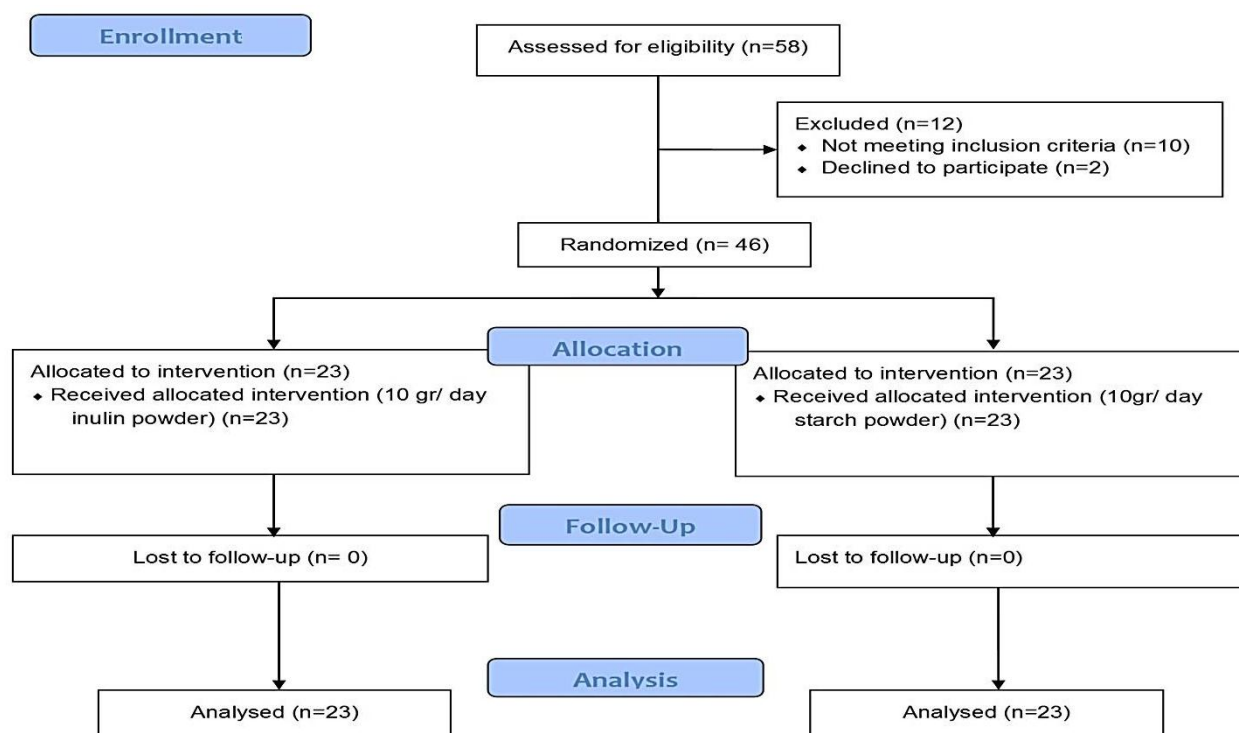 Enrollment
Assessed for eligibility (n=58)
Excluded (n=12)
◆ Not meeting inclusion criteria (n=10)
◆ Declined to participate (n=2)
Randomized (n= 46)
Allocation
Allocated to intervention (n=23)
◆ Received allocated intervention (10 gr/ day
inulin powder) (n=23)
Allocated to intervention (n=23)
◆ Received allocated intervention (10gr/ day
starch powder) (n=23)
Follow-Up
Lost to follow-up (n= 0)
Lost to follow-up (n=0)
Analysis
Analysed (n=23)
Analysed (n=23)